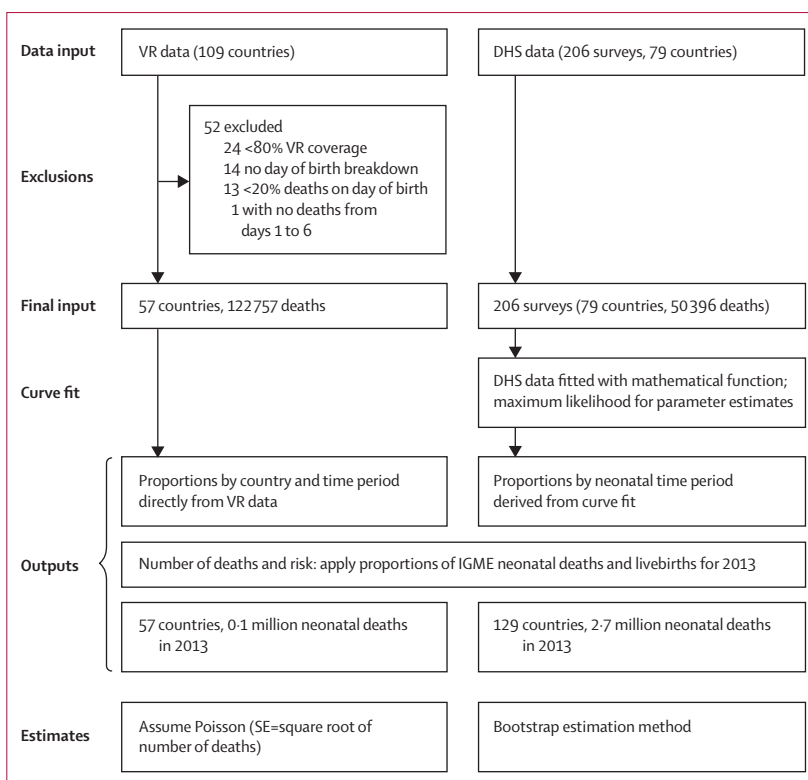 Data input
VR data (109 countries)
DHS data (206 surveys, 79 countries)
Exclusions
52 excluded
24 <80% VR coverage
14 no day of birth breakdown
13 <20% deaths on day of birth
1 with no deaths from
days 1 to 6
Final input
57 countries, 122757 deaths
206 surveys (79 countries, 50396 deaths)
Curve fit
DHS data fitted with mathematical function;
maximum likelihood for parameter estimates
Outputs
Proportions by country and time period
directly from VR data
Proportions by neonatal time period
derived from curve fit
Number of deaths and risk: apply proportions of IGME neonatal deaths and livebirths for 2013
57 countries, 0·1 million neonatal deaths
in 2013
129 countries, 2·7 million neonatal deaths
in 2013
Estimates
Assume Poisson (SE=square root of
number of deaths)
Bootstrap estimation method